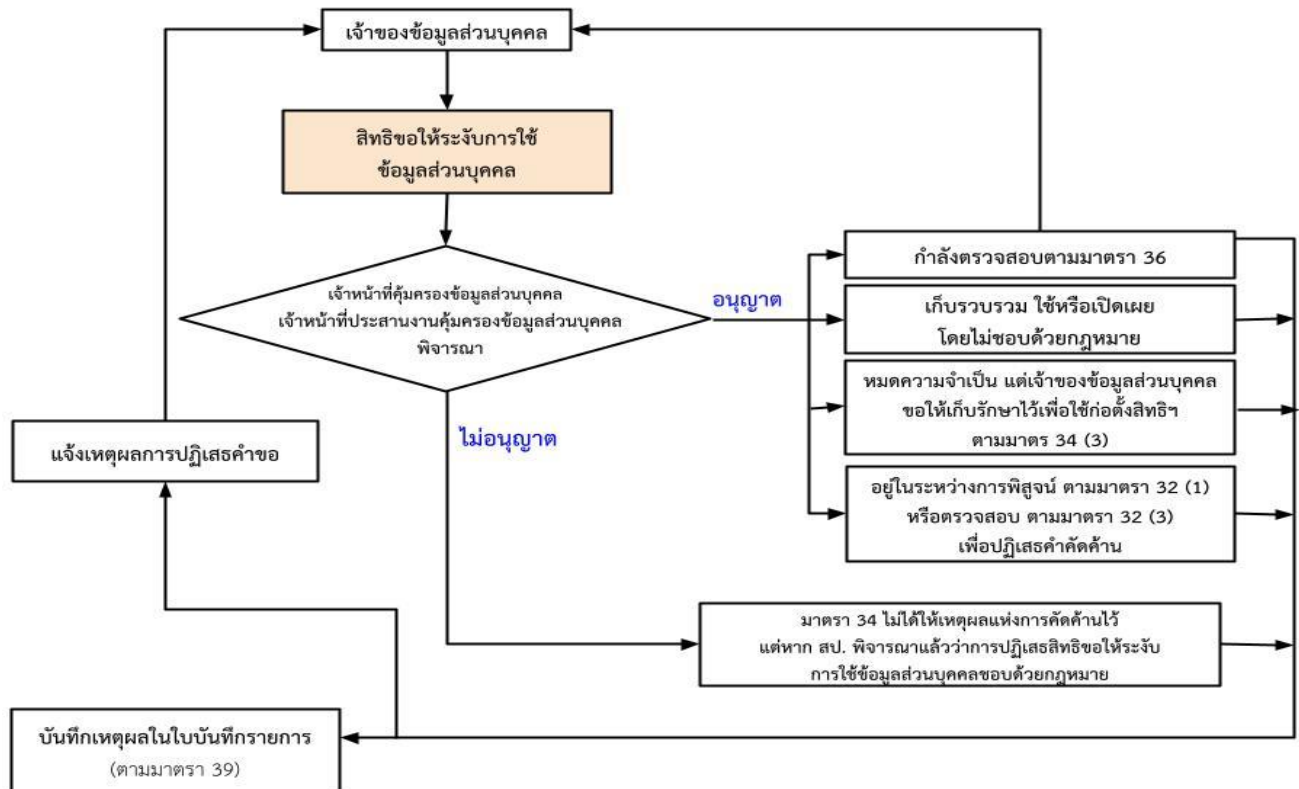 เจ้าของข้อมูลส่วนบุคคล
สิทธิขอให้ระงับการใช้
ข้อมูลส่วนบุคคล
เจ้าหน้าที่คุ้มครองข้อมูลส่วนบุคคล
เจ้าหน้าที่ประสานงานคุ้มครองข้อมูลส่วนบุคคล
พิจารณา
อนุญาต
กำลังตรวจสอบตามมาตรา 36
เก็บรวบรวม ใช้หรือเปิดเผย
โดยไม่ชอบด้วยกฎหมาย
หมดความจำเป็น แต่เจ้าของข้อมูลส่วนบุคคล
ขอให้เก็บรักษาไว้เพื่อใช้ก่อตั้งสิทธิฯ
ตามมาตร 34 (3)
อยู่ในระหว่างการพิสูจน์ ตามมาตรา 32 (1)
หรือตรวจสอบ ตามมาตรา 32 (3)
เพื่อปฏิเสธคำคัดค้าน
ไม่อนุญาต
แจ้งเหตุผลการปฏิเสธคำขอ
มาตรา 34 ไม่ได้ให้เหตุผลแห่งการคัดค้านไว้
แต่หาก สป. พิจารณาแล้วว่าการปฏิเสธสิทธิขอให้ระงับ
การใช้ข้อมูลส่วนบุคคลชอบด้วยกฎหมาย
บันทึกเหตุผลในใบบันทึกรายการ
(ตามมาตรา 39)